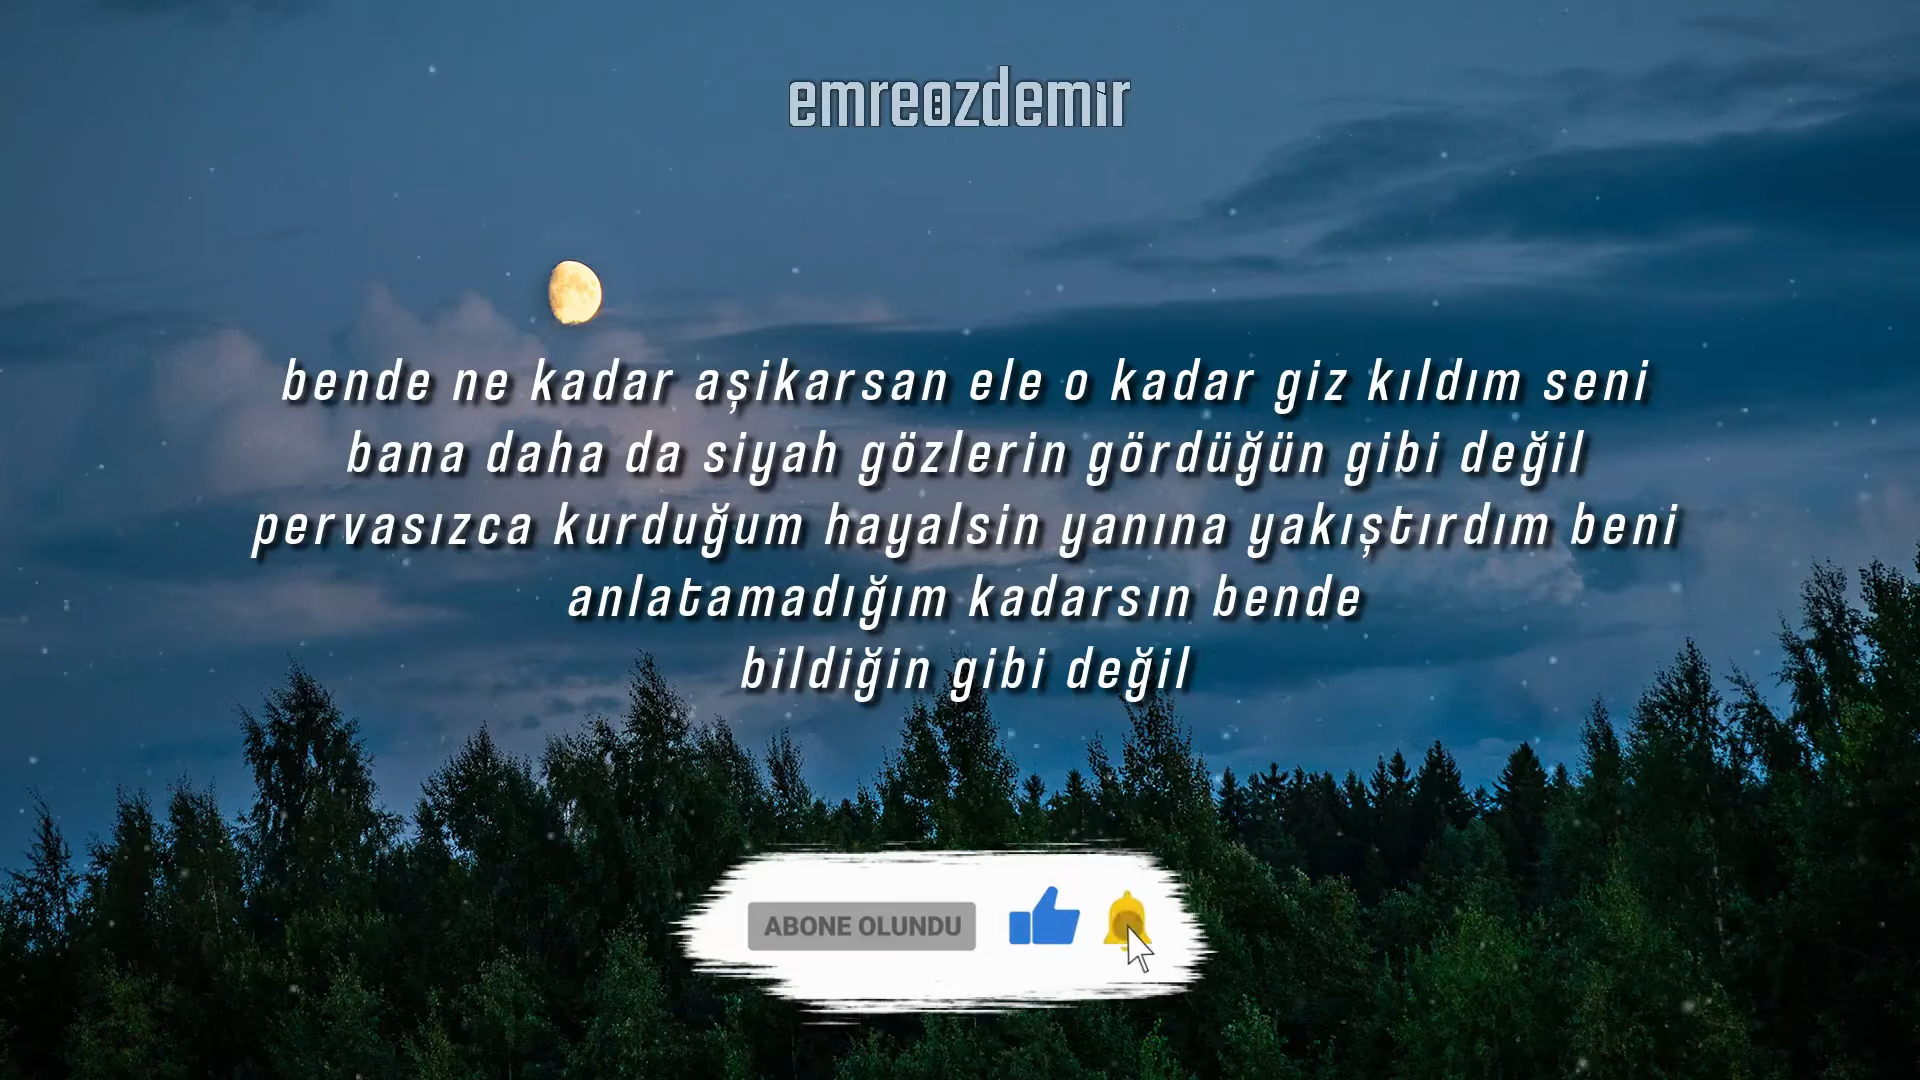 emreözdemir
bende ne kadar aşikarsan ele o kadar giz kıldım seni
bana daha da siyah gözlerin gördüğün gibi değil
pervasızca kurduğum hayalsin yanına yakıştırdım beni
anlatamadığım kadarsın bende
bildiğin gibi değil
ABONE OLUNDU